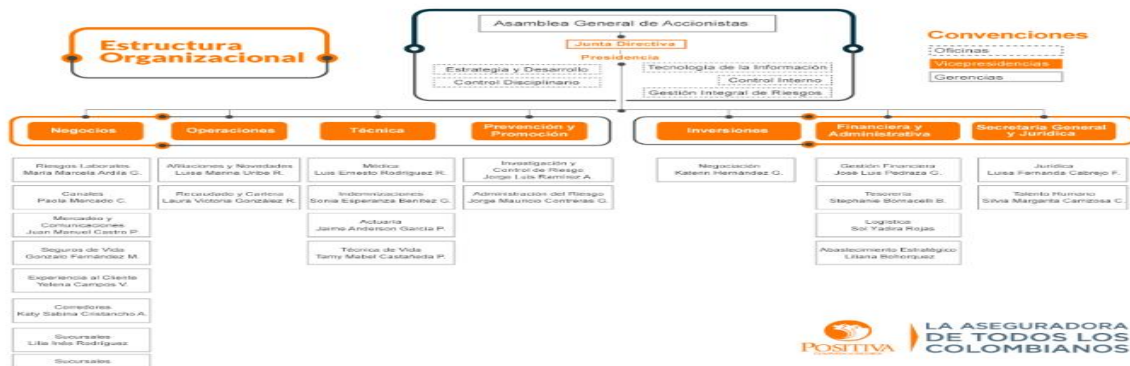 Estructura
Organizacional
Asamblea General de Accionistas
Junta Directiva
Presidencia
Estrategia y Desarrollo
Control Disciplinario
Tecnología de la Información
Control Interno
Gestión Integral de Riesgos
Convenciones
Oficinas
Vicepresidencias
Gerencias
Negocios
Riesgos Laborales
Maria Marcela Ardila G.
Canales
Paola Mercado C.
Mercadeo y
Comunicaciones
Juan Manuel Castro P.
Seguros de Vida
Gonzalo Fernández M.
Experiencia al Cliente
Yelena Campos V.
Corredores
Katy Sabina Cristancho A.
Sucursales
Lilia Inés Rodríguez
Sucursales
Operaciones
Afiliaciones y Novedades
Luisa Marina Uribe R.
Recaudo y Cartera
Laura Victoria González R.
Técnica
Médica
Luis Ernesto Rodríguez R.
Indemnizaciones
Sonia Esperanza Benítez G.
Actuaria
Jaime Anderson García P.
Técnica de Vida
Tamy Mabel Castañeda P.
Prevención y
Promoción
Investigación y
Control de Riesgo
Jorge Luis Ramírez A.
Administración del Riesgo
Jorge Mauricio Contreras G.
Inversiones
Negociación
Katerin Hernández G.
Financiera y
Administrativa
Gestión Financiera
José Luis Pedraza G.
Tesorería
Stephanie B.
Logística
Sol Yadira Rojas
Abastecimiento Estratégico
Liliana Bohorquez
Secretaría General
y Jurídica
Jurídica
Luisa Fernanda Cabrejo F.
Talento Humano
Silvia Margarita Carrizosa C.
POSITIVA
LA ASEGURADORA
DE TODOS LOS
COLOMBIANOS